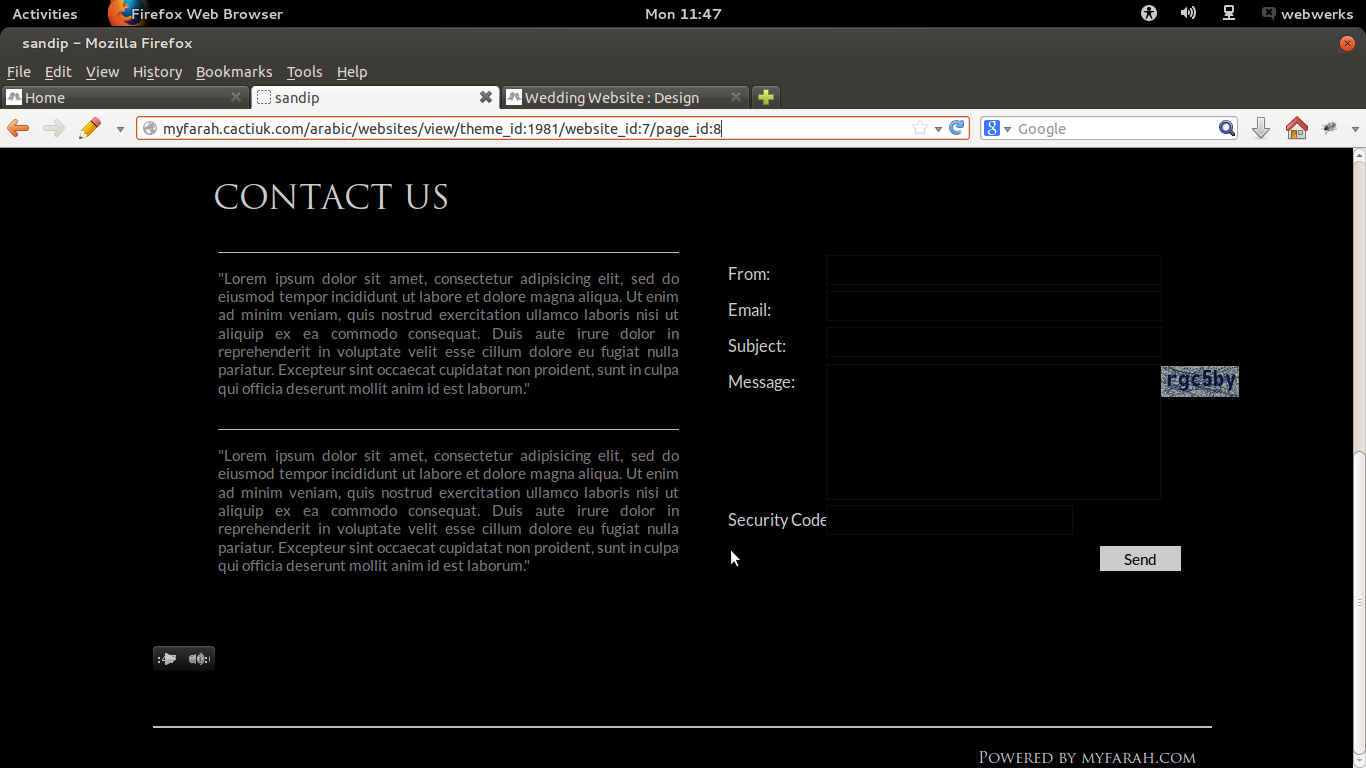 Activities
Firefox Web Browser
Mon 11:47
webwerks
sandip - Mozilla Firefox
File Edit View History Bookmarks Tools Help
Home
sandip
Wedding Website : Design
myfarah.cactiuk.com/arabic/websites/view/theme_id:1981/website_id:7/page_id:8
Google
CONTACT US
"Lorem ipsum dolor sit amet, consectetur adipisicing elit, sed do
eiusmod tempor incididunt ut labore et dolore magna aliqua. Ut enim
ad minim veniam, quis nostrud exercitation ullamco laboris nisi ut
aliquip ex ea commodo consequat. Duis aute irure dolor in
reprehenderit in voluptate velit esse cillum dolore eu fugiat nulla
pariatur. Excepteur sint occaecat cupidatat non proident, sunt in culpa
qui officia deserunt mollit anim id est laborum."
"Lorem ipsum dolor sit amet, consectetur adipisicing elit, sed do
eiusmod tempor incididunt ut labore et dolore magna aliqua. Ut enim
ad minim veniam, quis nostrud exercitation ullamco laboris nisi ut
aliquip ex ea commodo consequat. Duis aute irure dolor in
reprehenderit in voluptate velit esse cillum dolore eu fugiat nulla
pariatur. Excepteur sint occaecat cupidatat non proident, sunt in culpa
qui officia deserunt mollit anim id est laborum."
From:
Email:
Subject:
Message:
rgc5by
Security Code
Send
POWERED BY MYFARAH.COM